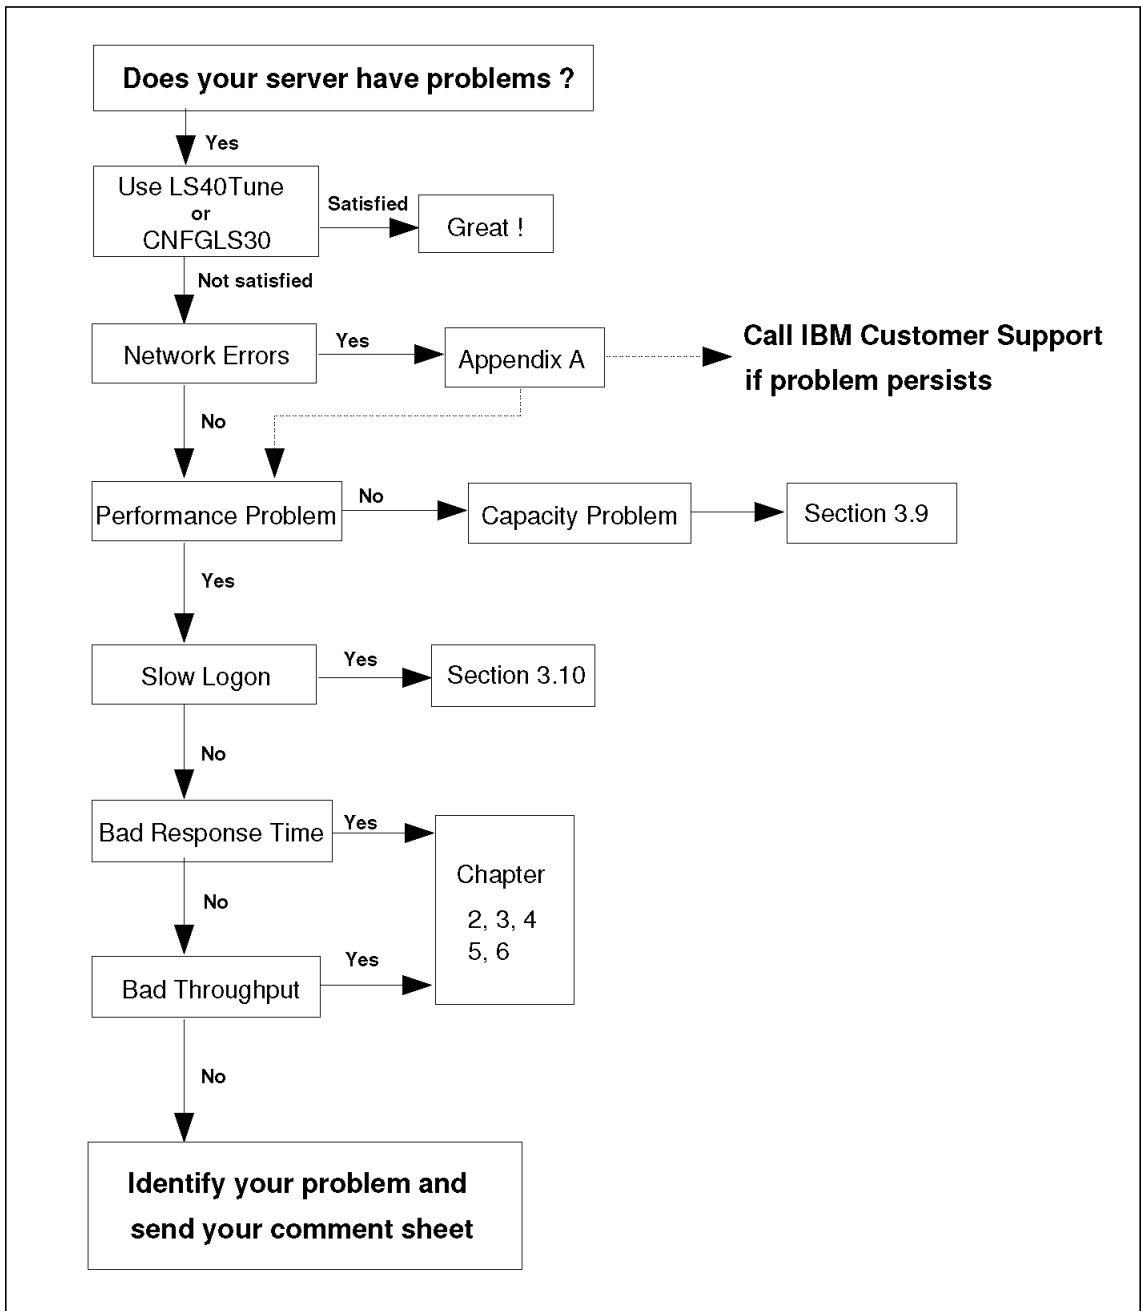 Does your server have problems ?
Yes
Use LS40Tune
or
CNFGLS30
Satisfied
Great !
Not satisfied
Network Errors
Yes
Appendix A
Call IBM Customer Support
if problem persists
No
Performance Problem
No
Capacity Problem
Section 3.9
Yes
Slow Logon
Yes
Section 3.10
No
Bad Response Time
Yes
Chapter
2, 3, 4
5, 6
No
Bad Throughput
Yes
No
Identify your problem and
send your comment sheet